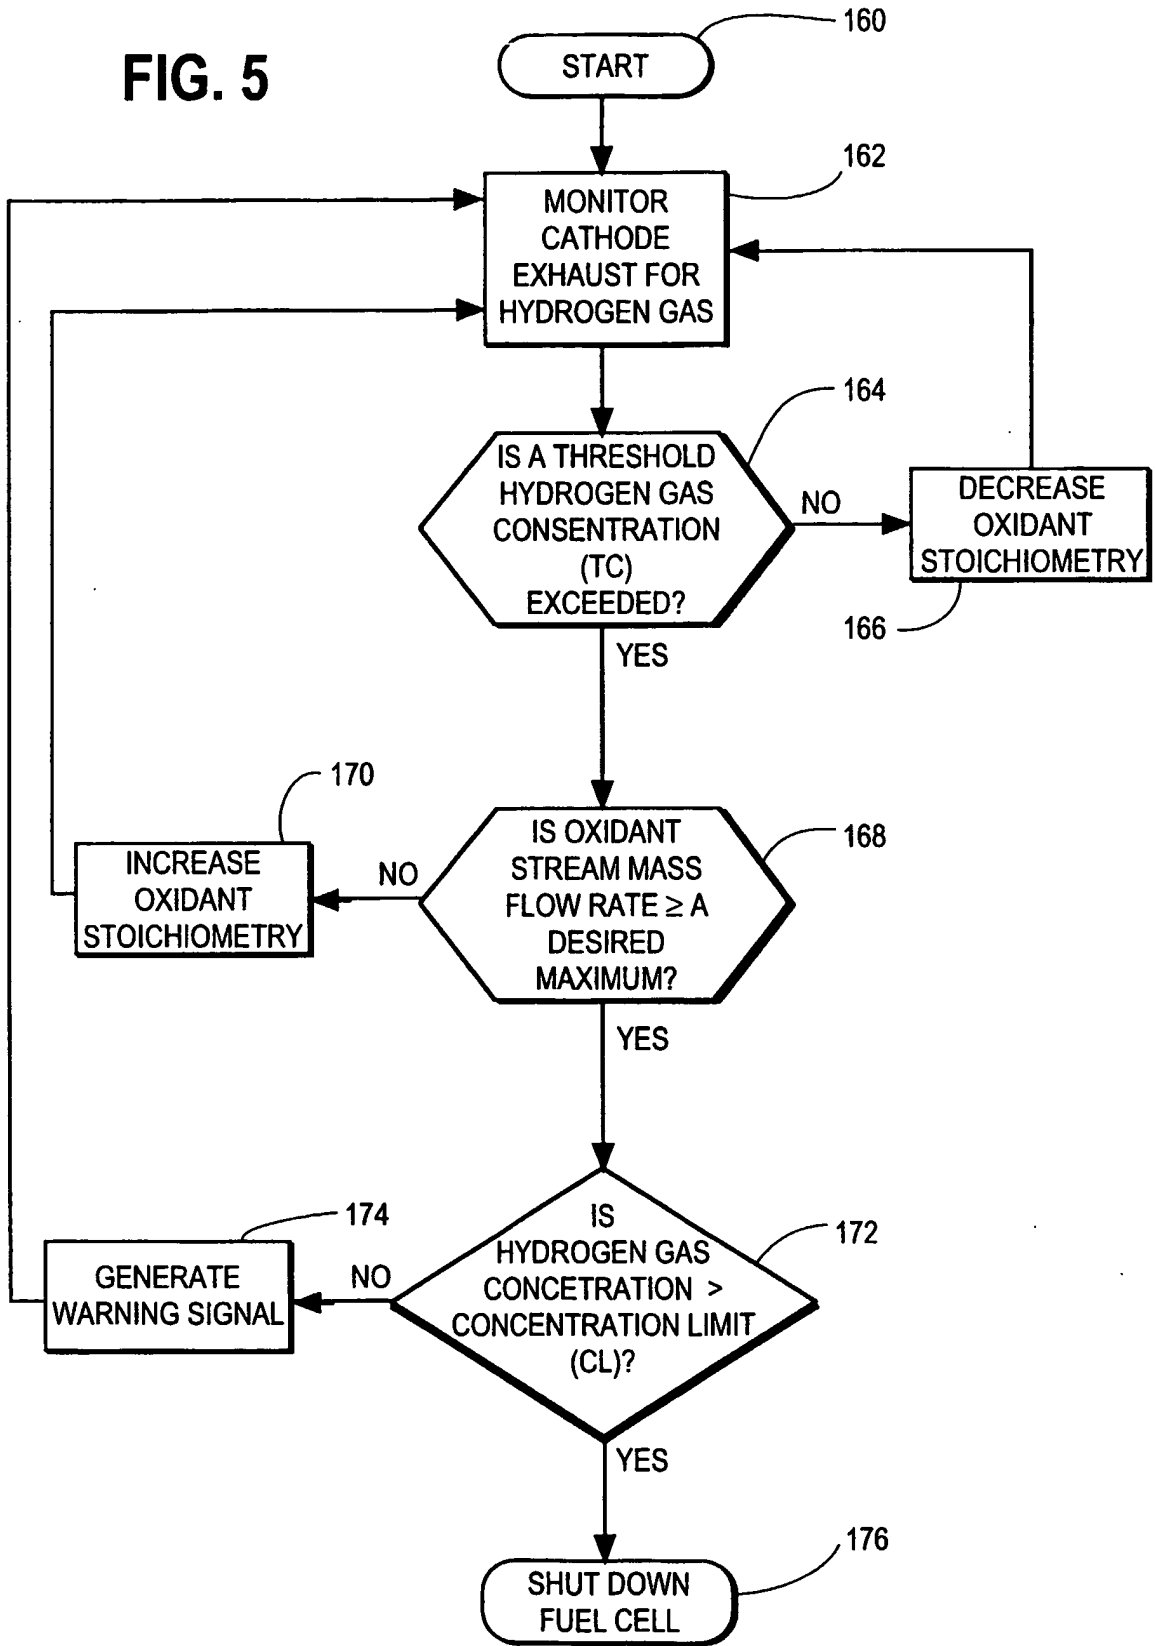 FIG. 5
160
START
162
MONITOR
CATHODE
EXHAUST FOR
HYDROGEN GAS
164
IS A THRESHOLD
HYDROGEN GAS
CONSENTRATION
(TC)
EXCEEDED?
NO
DECREASE
OXIDANT
STOICHIOMETRY
166
YES
170
INCREASE
OXIDANT
STOICHIOMETRY
NO
IS OXIDANT
STREAM MASS
FLOW RATE ≥ A
DESIRED
MAXIMUM?
168
YES
174
GENERATE
WARNING SIGNAL
NO
IS
HYDROGEN GAS
CONCETRATION >
CONCENTRATION LIMIT
(CL)?
172
YES
176
SHUT DOWN
FUEL CELL